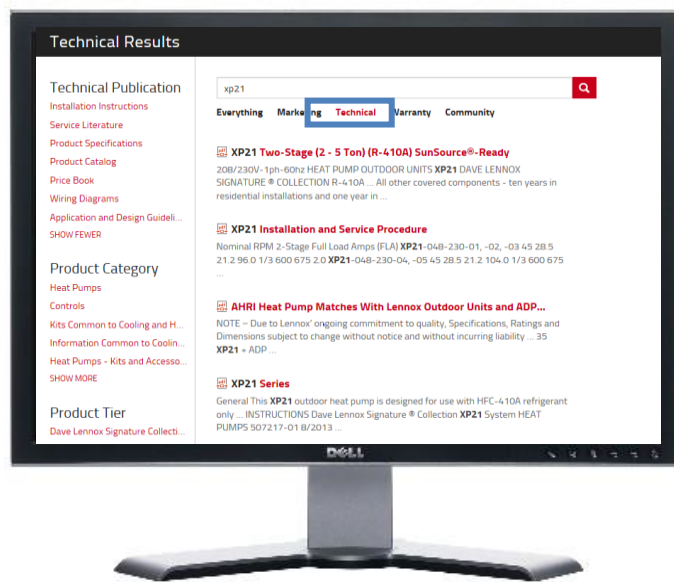 Technical Results
Technical Publication
Installation Instructions
Service Literature
Product Specifications
Product Catalog
Price Book
Wiring Diagrams
Application and Design Guideli...
SHOW FEWER
Product Category
Heat Pumps
Controls
Kits Common to Cooling and H...
Information Common to Coolin...
Heat Pumps - Kits and Accesso...
SHOW MORE
Product Tier
Dave Lennox Signature Collecti...
xp21
Everything Marketing Technical Warranty Community
XP21 Two-Stage (2 - 5 Ton) (R-410A) SunSource®-Ready
208/230V-1ph-60hz HEAT PUMP OUTDOOR UNITS XP21 DAVE LENNOX
SIGNATURE ® COLLECTION R-410A ... All other covered components - ten years in
residential installations and one year in ...
XP21 Installation and Service Procedure
Nominal RPM 2-Stage Full Load Amps (FLA) XP21-048-230-01, -02, -03 45 28.5
21.2 96.0 1/3 600 675 2.0 XP21-048-230-04, -05 45 28.5 21.2 104.0 1/3 600 675
...
AHRI Heat Pump Matches With Lennox Outdoor Units and ADP...
NOTE – Due to Lennox' ongoing commitment to quality, Specifications, Ratings and
Dimensions subject to change without notice and without incurring liability ... 35
XP21 + ADP ...
XP21 Series
General This XP21 outdoor heat pump is designed for use with HFC-410A refrigerant
only ... INSTRUCTIONS Dave Lennox Signature ® Collection XP21 System HEAT
PUMPS 507217-01 8/2013 ...
DELL